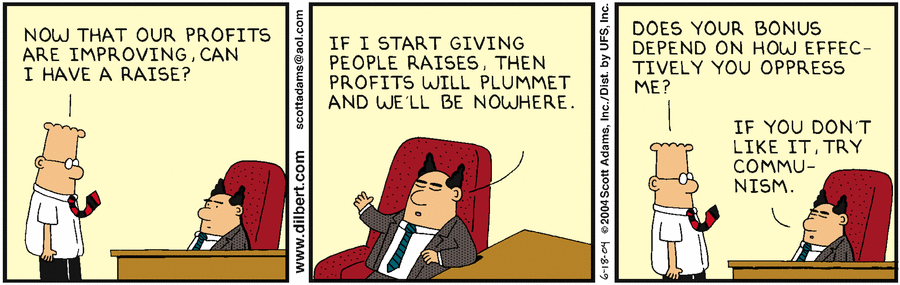 NOW THAT OUR PROFITS
ARE IMPROVING, CAN
I HAVE A RAISE?
www.dilbert.com scottadams@aol.com
IF I START GIVING
PEOPLE RAISES, THEN
PROFITS WILL PLUMMET
AND WE'LL BE NOWHERE.
6-18-04 © 2004 Scott Adams, Inc./Dist. by UFS, Inc.
DOES YOUR BONUS
DEPEND ON HOW EFFEC-
TIVELY YOU OPPRESS
ME?
IF YOU DON'T
LIKE IT, TRY
COMMU-
NISM.